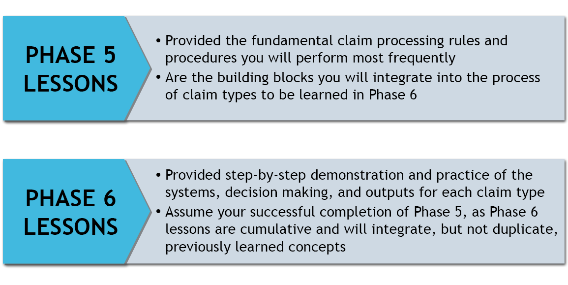 PHASE 5
LESSONS
• Provided the fundamental claim processing rules and
procedures you will perform most frequently
• Are the building blocks you will integrate into the process
of claim types to be learned in Phase 6
PHASE 6
LESSONS
• Provided step-by-step demonstration and practice of the
systems, decision making, and outputs for each claim type
• Assume your successful completion of Phase 5, as Phase 6
lessons are cumulative and will integrate, but not duplicate,
previously learned concepts